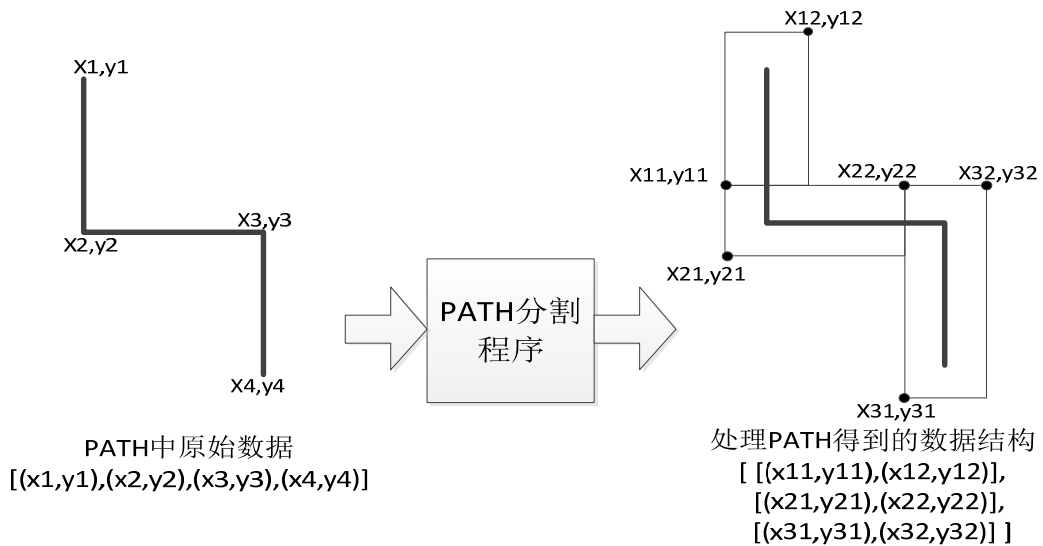 X1,y1
X2,y2
X3,y3
X4,y4
PATH中原始数据
[(x1,y1),(x2,y2),(x3,y3),(x4,y4)]
PATH分割
程序
X12,y12
X11,y11
X22,y22
X32,y32
X21,y21
X31,y31
处理PATH得到的数据结构
[ [(x11,y11),(x12,y12)],
[(x21,y21),(x22,y22)],
[(x31,y31),(x32,y32)] ]